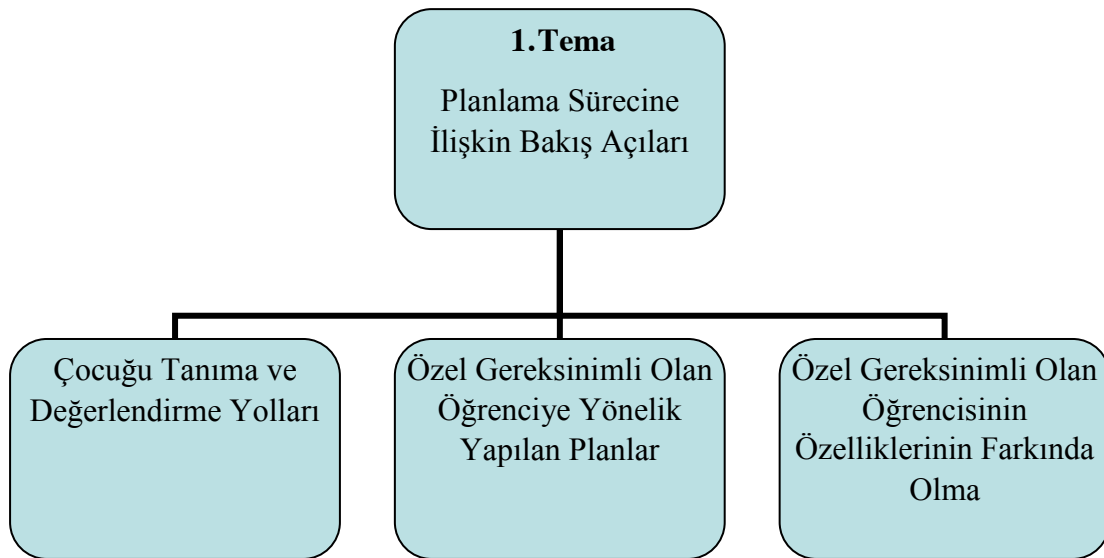 1.Tema
Planlama Sürecine
İlişkin Bakış Açıları
Çocuğu Tanıma ve
Değerlendirme Yolları
Özel Gereksinimli Olan
Öğrenciye Yönelik
Yapılan Planlar
Özel Gereksinimli Olan
Öğrencisinin
Özelliklerinin Farkında
Olma